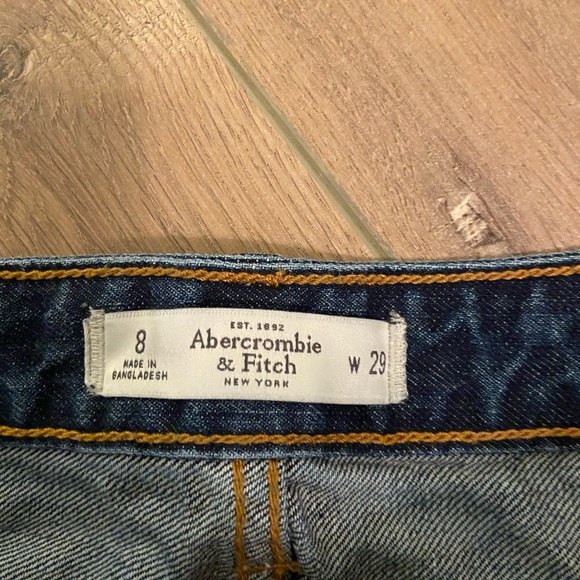 8
MADE IN
BANGLADESH
EST. 1892
Abercrombie
& Fitch
NEW YORK
W 29